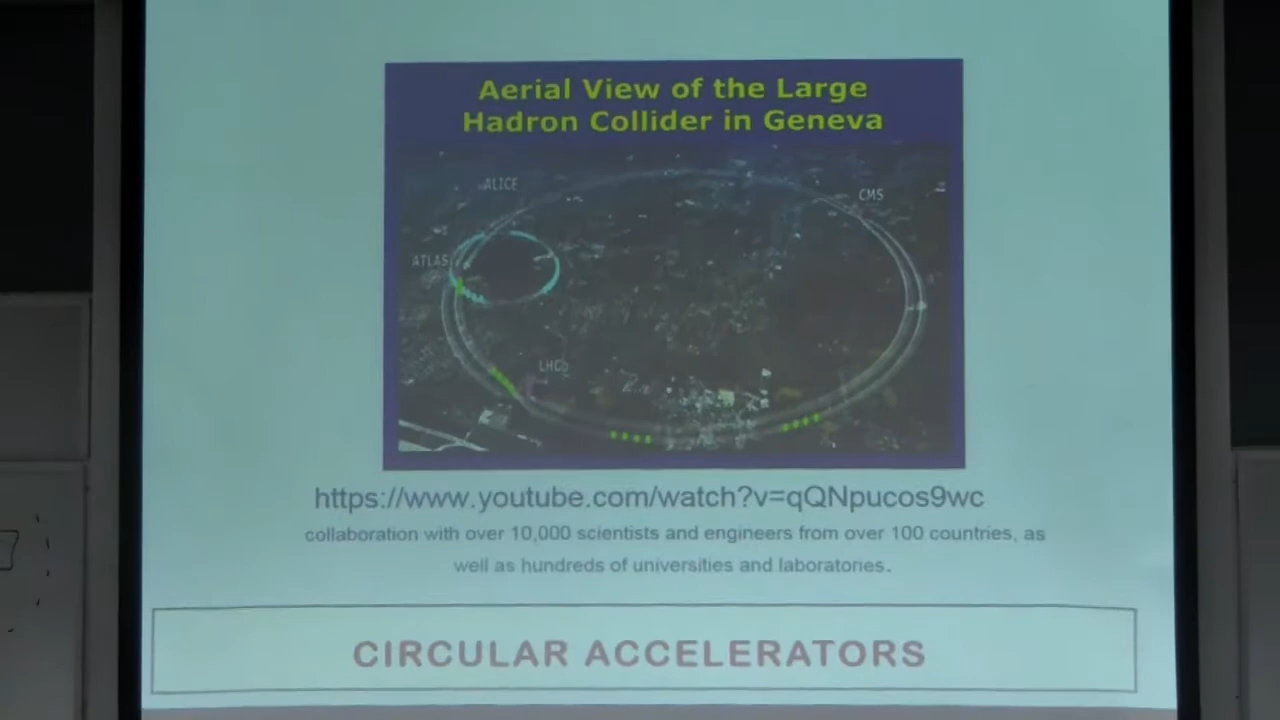 Aerial View of the Large
Hadron Collider in Geneva
ALICE
CMS
ATLAS
LHCb
https://www.youtube.com/watch?v=qQNpucos9wc
collaboration with over 10,000 scientists and engineers from over 100 countries, as
well as hundreds of universities and laboratories.
CIRCULAR ACCELERATORS